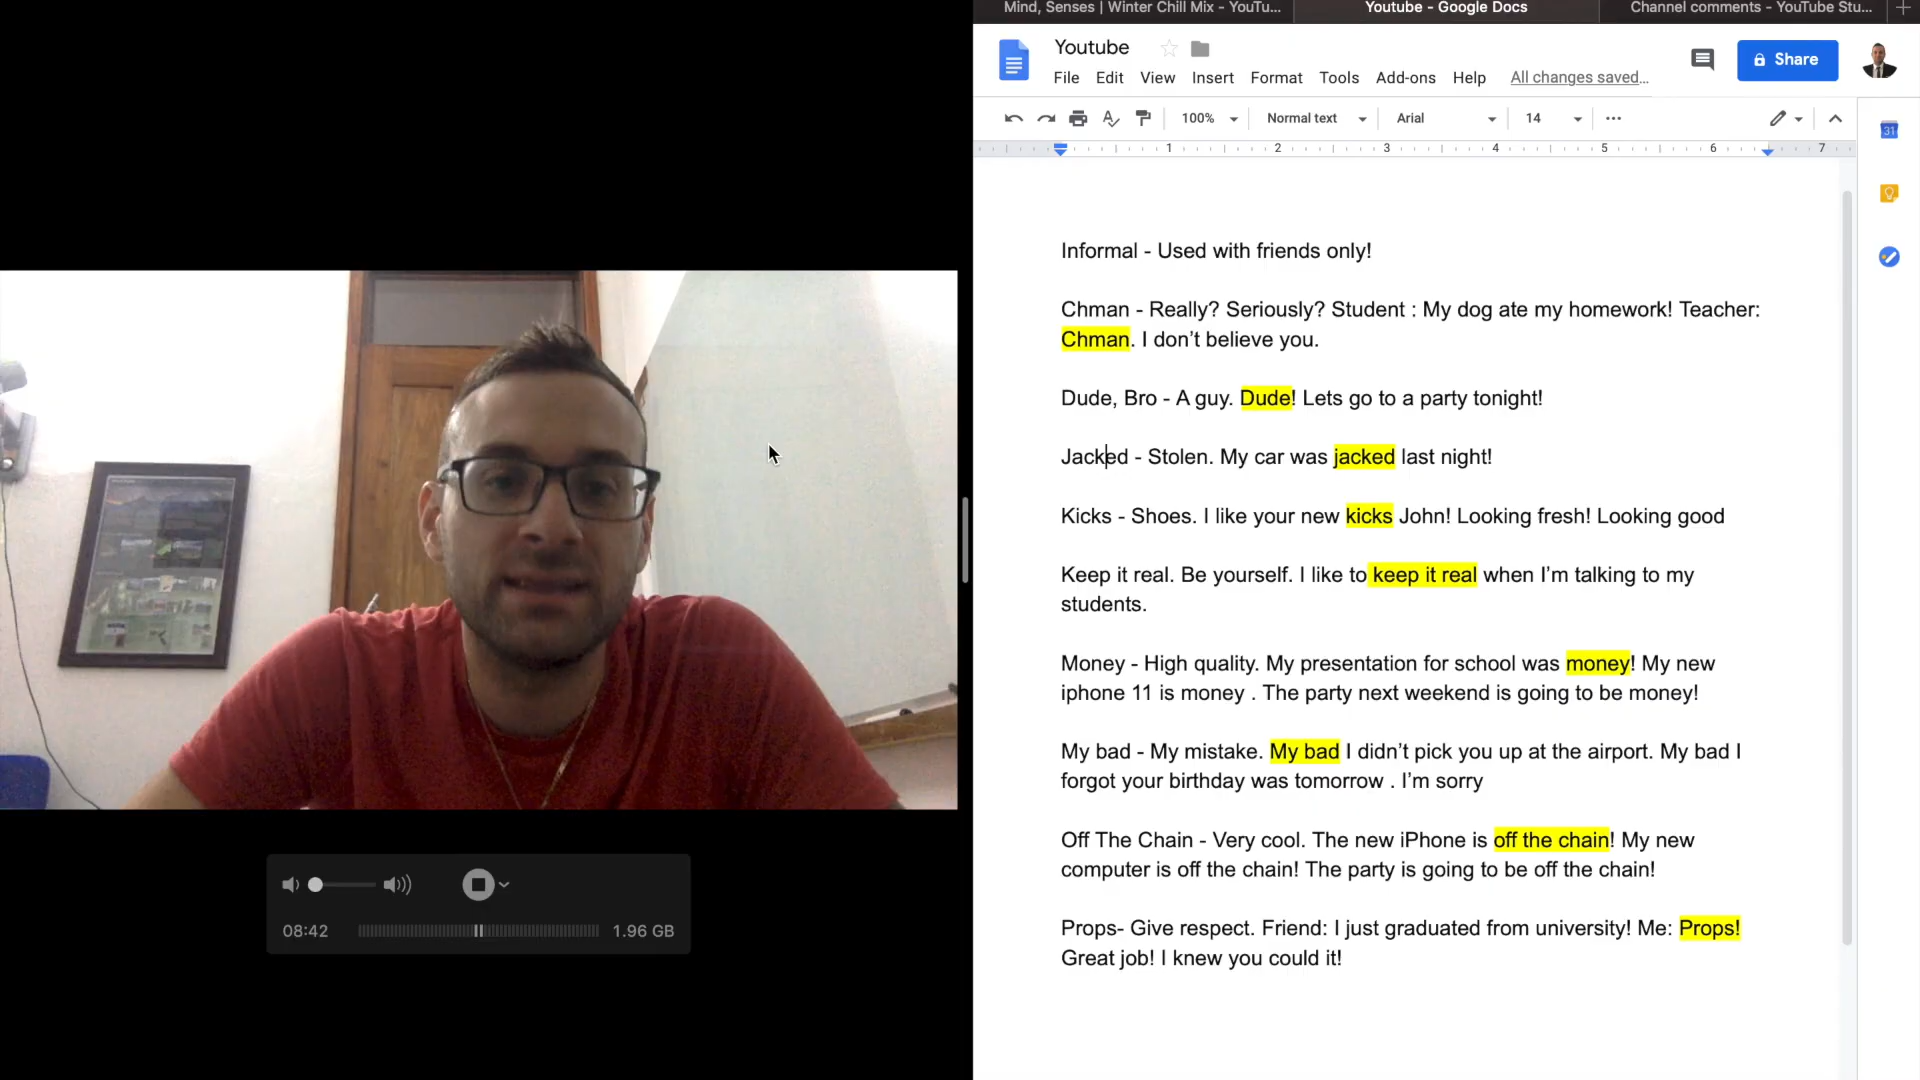 Mind, Senses | Winter Chill Mix - YouTu...
Youtube - Google Docs
Channel comments - YouTube Stu...
Youtube
Share
File Edit View Insert Format Tools Add-ons Help All changes saved...
100% Normal text Arial 14
1 2 3 4 5 6 7
31
Informal - Used with friends only!
Chman - Really? Seriously? Student : My dog ate my homework! Teacher:
Chman. I don’t believe you.
Dude, Bro - A guy. Dude! Lets go to a party tonight!
Jacked - Stolen. My car was jacked last night!
Kicks - Shoes. I like your new kicks John! Looking fresh! Looking good
Keep it real. Be yourself. I like to keep it real when I’m talking to my
students.
Money - High quality. My presentation for school was money! My new
iphone 11 is money . The party next weekend is going to be money!
My bad - My mistake. My bad I didn’t pick you up at the airport. My bad I
forgot your birthday was tomorrow . I’m sorry
Off The Chain - Very cool. The new iPhone is off the chain! My new
computer is off the chain! The party is going to be off the chain!
Props- Give respect. Friend: I just graduated from university! Me: Props!
Great job! I knew you could it!
08:42
1.96 GB